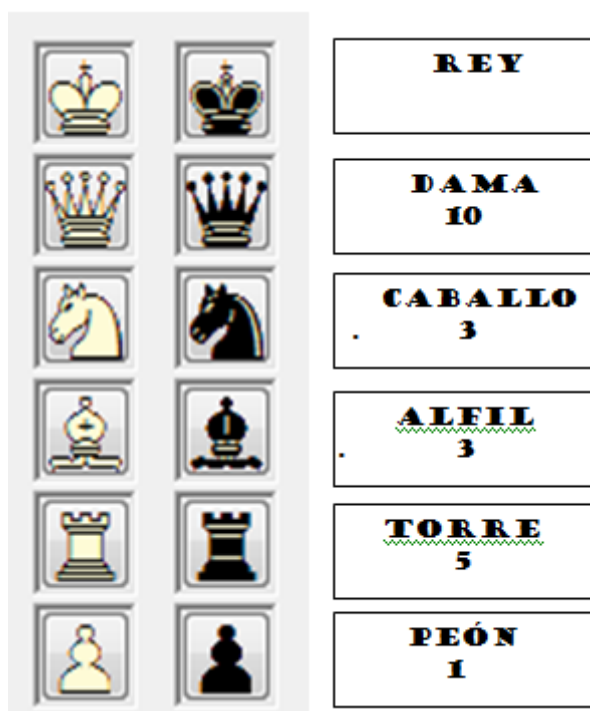 REY
DAMA
10
CABALLO
. 3
ALFIL
. 3
TORRE
5
PEÓN
1